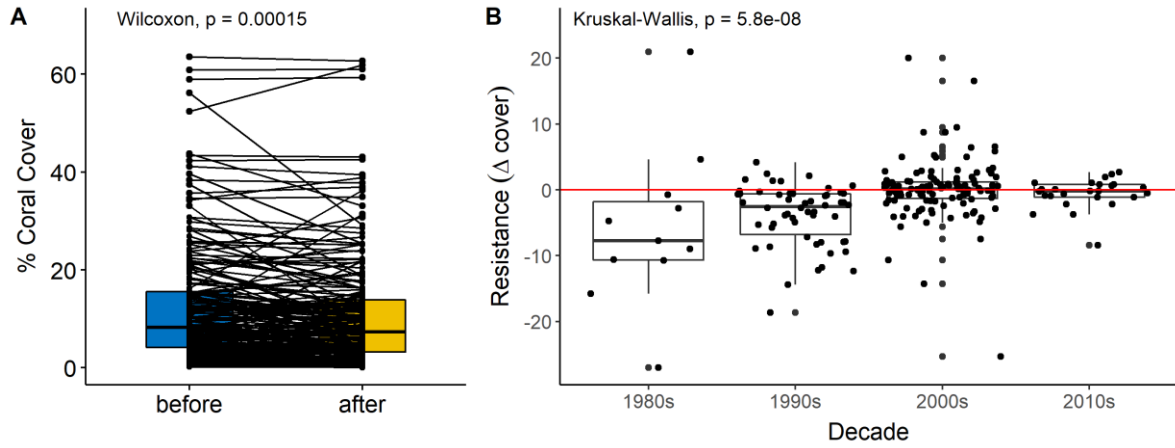 A
Wilcoxon, p = 0.00015
% Coral Cover
60
40
20
0
before
after
B
Kruskal-Wallis, p = 5.8e-08
Resistance (Δ cover)
20
10
0
-10
-20
1980s
1990s
2000s
2010s
Decade